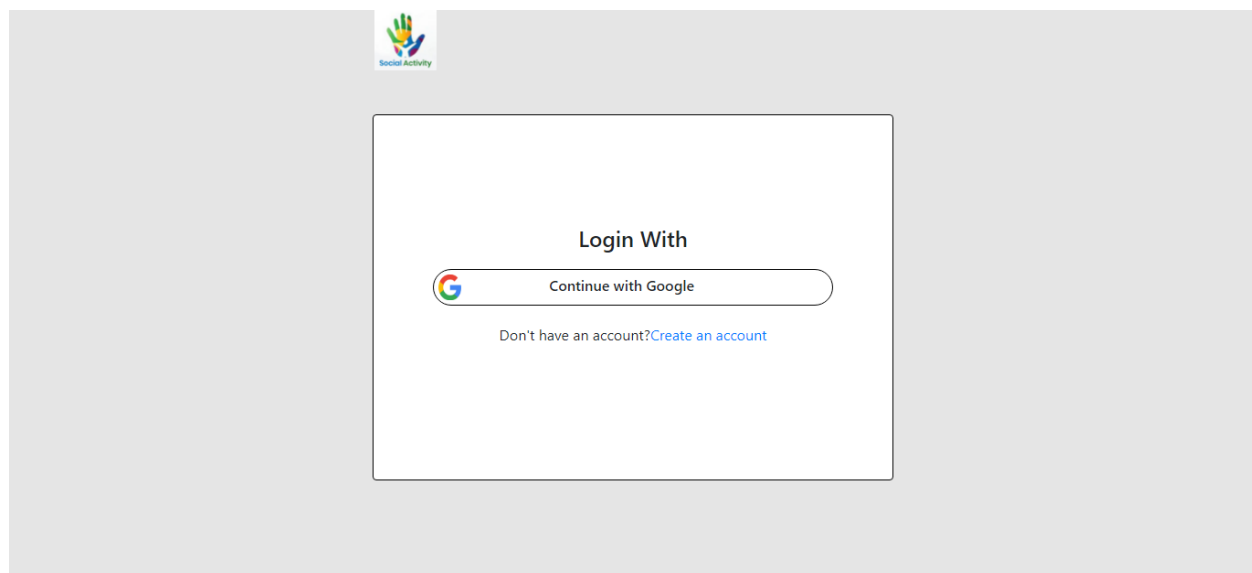 Social Activity
Login With
Continue with Google
Don't have an account?Create an account